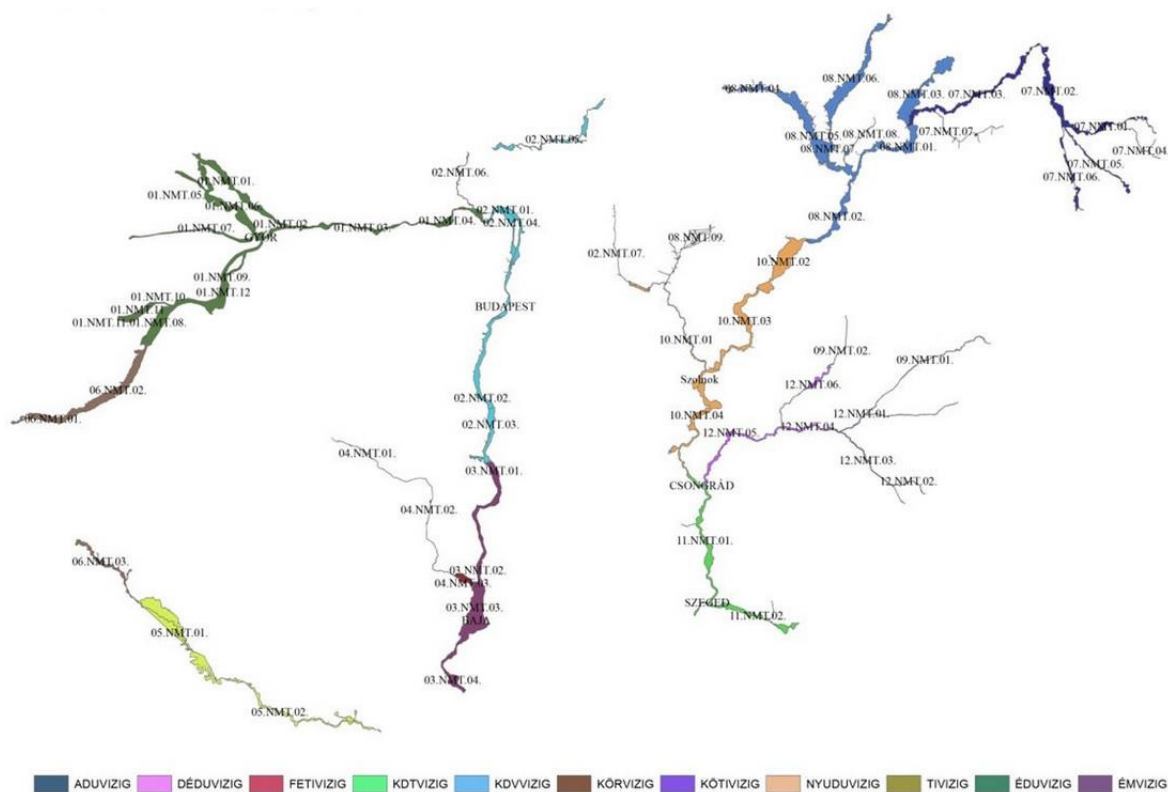 08.NMT.06.
08.NMT.04.
08.NMT.03.
07.NMT.03.
07.NMT.02.
07.NMT.01.
08.NMT.05.
08.NMT.08.
07.NMT.07.
02.NMT.05.
08.NMT.07.
08.NMT.01.
07.NMT.04.
07.NMT.05.
02.NMT.06.
07.NMT.06.
01.NMT.01.
01.NMT.05.
01.NMT.06.
02.NMT.01.
01.NMT.04.
02.NMT.04.
08.NMT.02.
01.NMT.02.
01.NMT.03.
01.NMT.07.
GYŐR
08.NMT.09.
02.NMT.07.
10.NMT.02
01.NMT.09.
01.NMT.12
01.NMT.10.
BUDAPEST
01.NMT.11
01.NMT.11.
01.NMT.08.
10.NMT.03
10.NMT.01
09.NMT.02.
09.NMT.01.
Szolnok
12.NMT.06.
06.NMT.02.
02.NMT.02.
10.NMT.04
12.NMT.01.
06.NMT.01.
02.NMT.03.
12.NMT.05.
12.NMT.04.
04.NMT.01.
12.NMT.03.
03.NMT.01.
CSONGRÁD
12.NMT.02.
04.NMT.02.
11.NMT.01.
06.NMT.03.
03.NMT.02.
04.NMT.03.
03.NMT.03.
SZEGED
BAJA
11.NMT.02.
05.NMT.01.
03.NMT.04.
05.NMT.02.
ADUVIZIG DÉDUVIZIG FETIVIZIG KDTVIZIG KDVVIZIG KÖRVIZIG KÖTIVIZIG NYUDUVIZIG TIVIZIG ÉDUVIZIG ÉMVIZIG